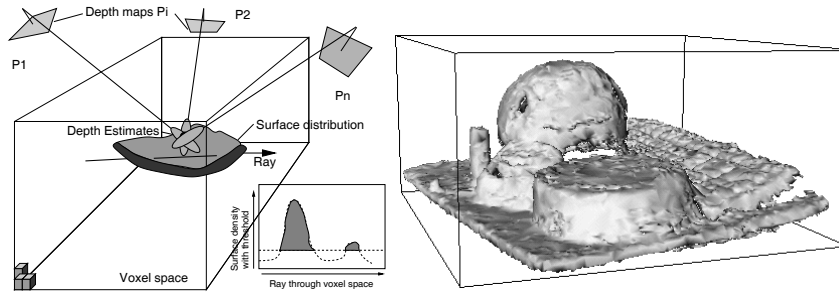 Depth maps Pi
P2
P1
Pn
Depth Estimates
Surface distribution
Ray
Surface density
with threshold
Voxel space
Ray through voxel space